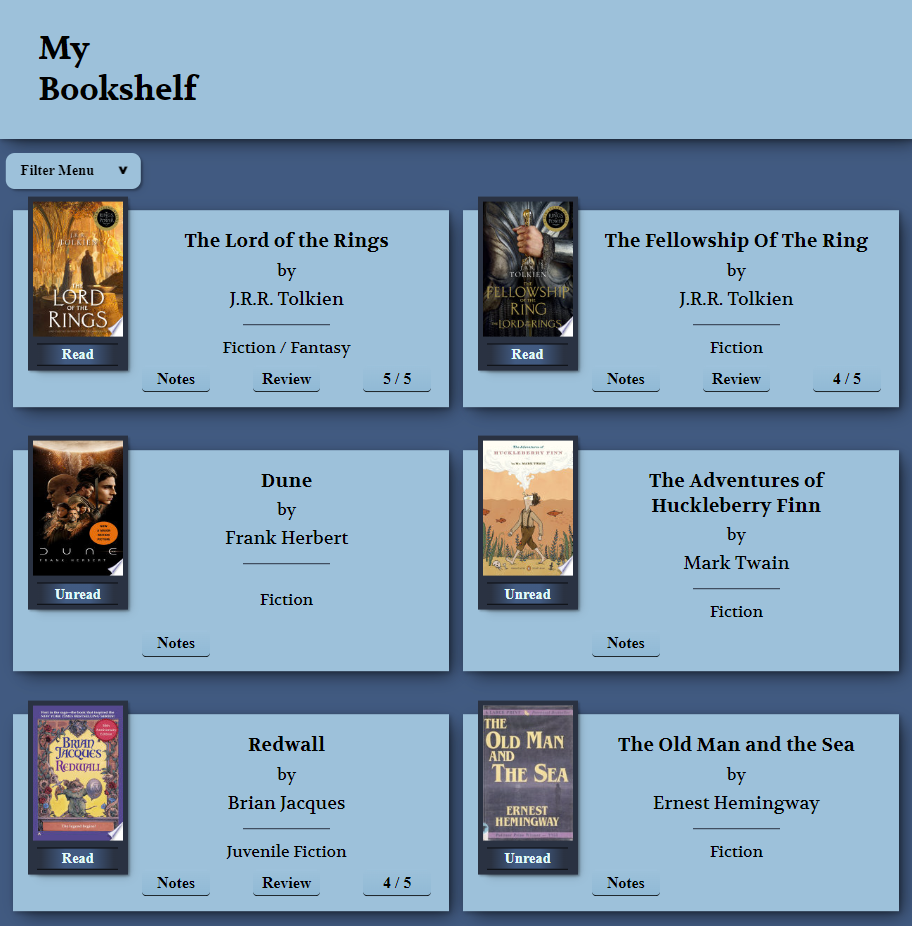 My
Bookshelf
Filter Menu v
J.R.R.
TOLKIEN
THE
LORD
OF THE
RINGS
Read
The Lord of the Rings
by
J.R.R. Tolkien
Fiction / Fantasy
Notes Review 5 / 5
TOLKIEN
THE
FELLOWSHIP
OF THE
RING
THE LORD OF THE RINGS
Read
The Fellowship Of The Ring
by
J.R.R. Tolkien
Fiction
Notes Review 4 / 5
DUNE
FRANK HERBERT
Unread
Dune
by
Frank Herbert
Fiction
Notes
The Adventures of
HUCKLEBERRY FINN
by Mr. MARK TWAIN
Unread
The Adventures of
Huckleberry Finn
by
Mark Twain
Fiction
Notes
BRIAN
JACQUES
REDWALL
The legend begins!
Read
Redwall
by
Brian Jacques
Juvenile Fiction
Notes Review 4 / 5
THE
OLD MAN
AND
THE SEA
ERNEST
HEMINGWAY
Unread
The Old Man and the Sea
by
Ernest Hemingway
Fiction
Notes